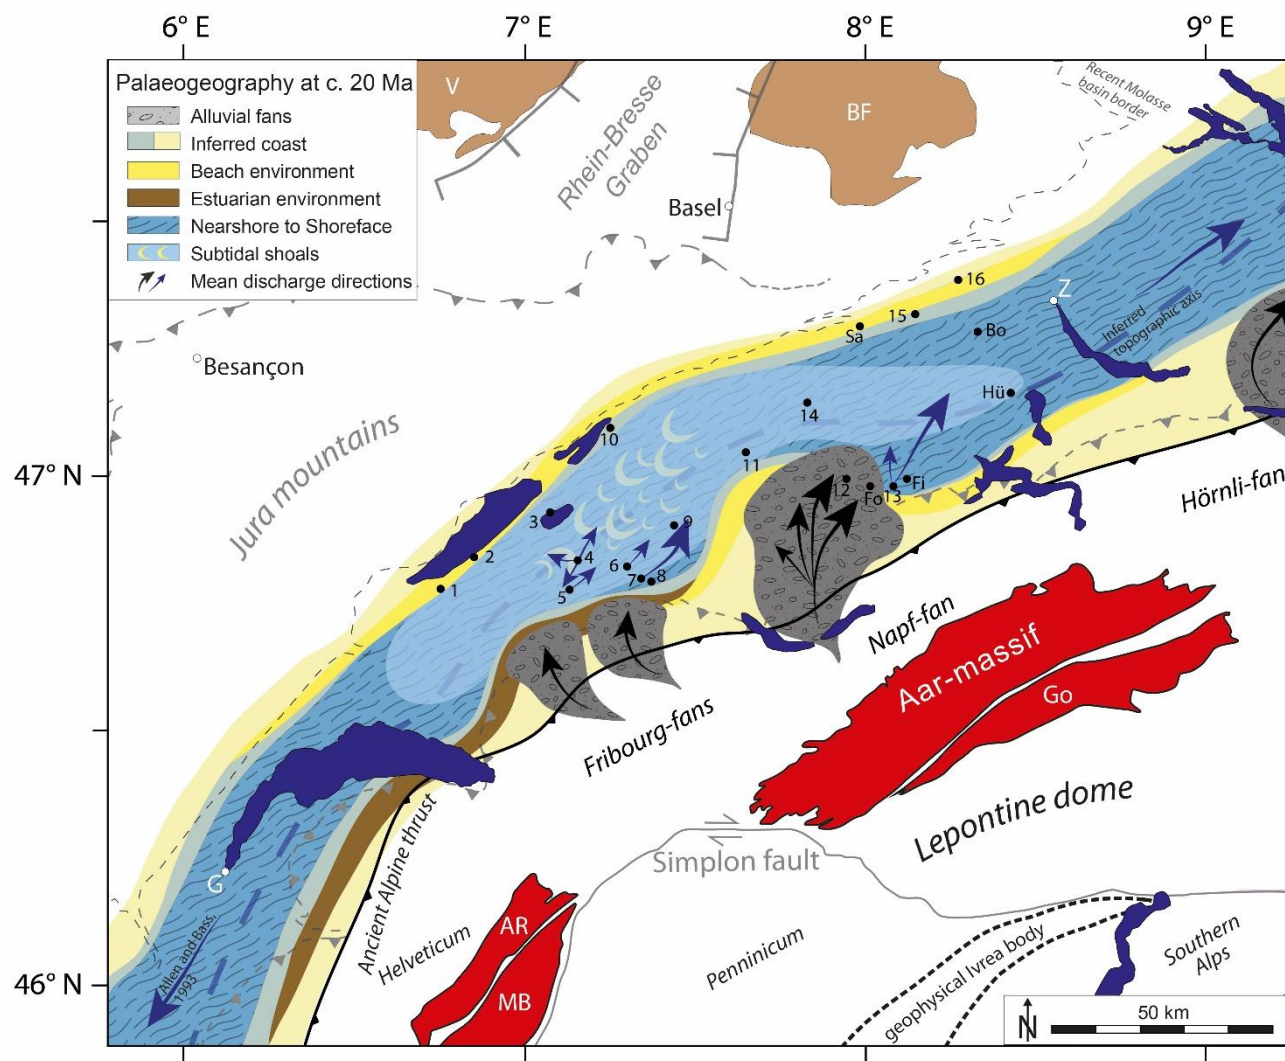 6° E
7° E
8° E
9° E
Palaeogeography at c. 20 Ma
Alluvial fans
Inferred coast
Beach environment
Estuarian environment
Nearshore to Shoreface
Subtidal shoals
Mean discharge directions
V
BF
Rhein-Bresse
Graben
Recent Molasse
basin border
Basel
Besançon
Jura mountains
16
15
Sa
Bo
Z
Inferred
topographic axis
Hü
14
10
11
47° N
12
Fo
13
Fi
Hörnli-fan
3
9
2
4
6
7
8
1
5
Napf-fan
Aar-massif
Go
Fribourg-fans
Lepontine dome
Simplon fault
Ancient Alpine thrust
G
Allen and Bass,
1993
AR
Helveticum
MB
Penninicum
geophysical Ivrea body
Southern
Alps
46° N
N
50 km